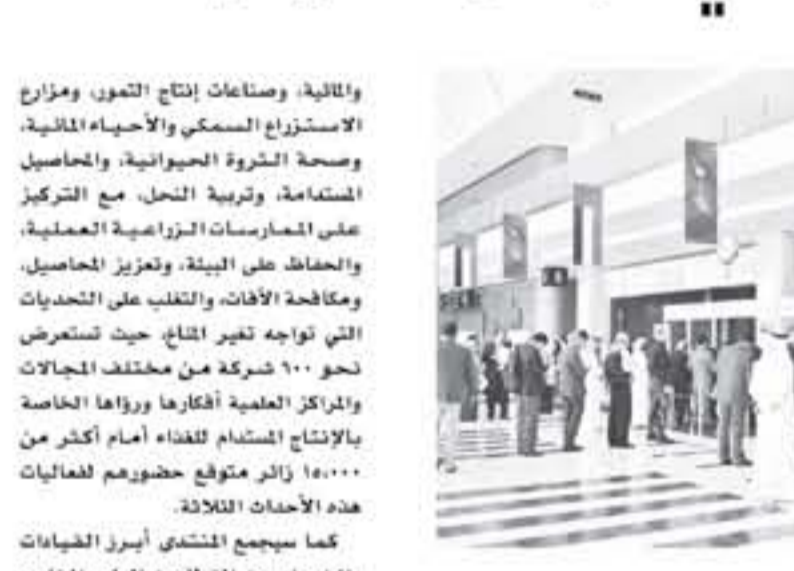 والمالية، وصناعات إنتاج التمور، ومزارع
الاستزراع السمكي والأحياء المائية،
وصحة الثروة الحيوانية، والمحاصيل
المستدامة، وتربية النحل، مع التركيز
على الممارسات الزراعية العملية،
والحفاظ على البيئة، وتعزيز المحاصيل،
ومكافحة الآفات، والتغلب على التحديات
التي تواجه تغير المناخ، حيث تستعرض
نحو ٦٠٠ شركة من مختلف المجالات
والمراكز العلمية أفكارها ورؤاها الخاصة
بالإنتاج المستدام للغذاء أمام أكثر من
١٥,٠٠٠ زائر متوقع حضورهم لفعاليات
هذه الأحداث الثلاثة.
كما سيجمع المنتدى أبرز القيادات